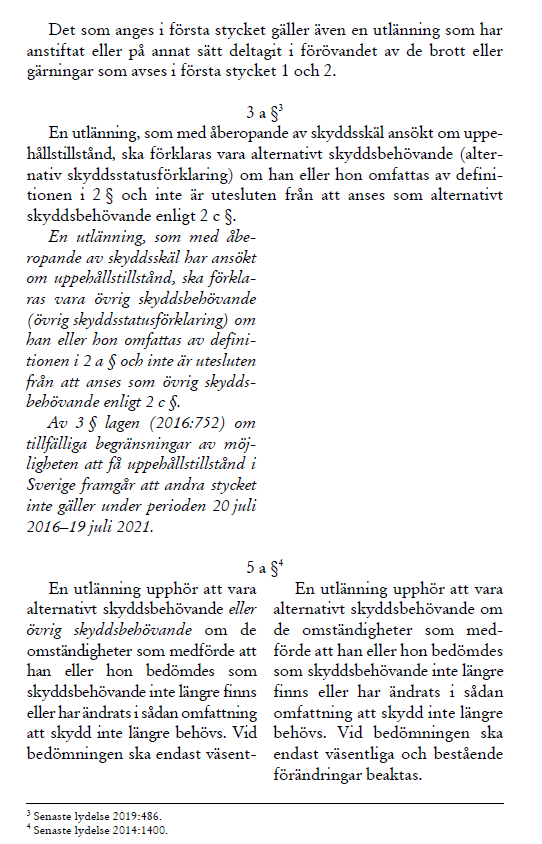 Det som anges i första stycket gäller även en utlänning som har
anstiftat eller på annat sätt deltagit i förövandet av de brott eller
gärningar som avses i första stycket 1 och 2.
3 a §³
En utlänning, som med åberopande av skyddsskäl ansökt om uppe-
hållstillstånd, ska förklaras vara alternativt skyddsbehövande (alter-
nativ skyddsstatusförklaring) om han eller hon omfattas av defini-
tionen i 2 § och inte är utesluten från att anses som alternativt
skyddsbehövande enligt 2 c §.
En utlänning, som med åbe-
ropande av skyddsskäl har ansökt
om uppehållstillstånd, ska förkla-
ras vara övrig skyddsbehövande
(övrig skyddsstatusförklaring) om
han eller hon omfattas av defini-
tionen i 2 a § och inte är utesluten
från att anses som övrig skydds-
behövande enligt 2 c §.
Av 3 § lagen (2016:752) om
tillfälliga begränsningar av möj-
ligheten att få uppehållstillstånd i
Sverige framgår att andra stycket
inte gäller under perioden 20 juli
2016–19 juli 2021.
5 a §⁴
En utlänning upphör att vara
alternativt skyddsbehövande eller
övrig skyddsbehövande om de
omständigheter som medförde att
han eller hon bedömdes som
skyddsbehövande inte längre finns
eller har ändrats i sådan omfattning
att skydd inte längre behövs. Vid
bedömningen ska endast väsent-
En utlänning upphör att vara
alternativt skyddsbehövande om
de omständigheter som med-
förde att han eller hon bedömdes
som skyddsbehövande inte längre
finns eller har ändrats i sådan
omfattning att skydd inte längre
behövs. Vid bedömningen ska
endast väsentliga och bestående
förändringar beaktas.
³ Senaste lydelse 2019:486.
⁴ Senaste lydelse 2014:1400.